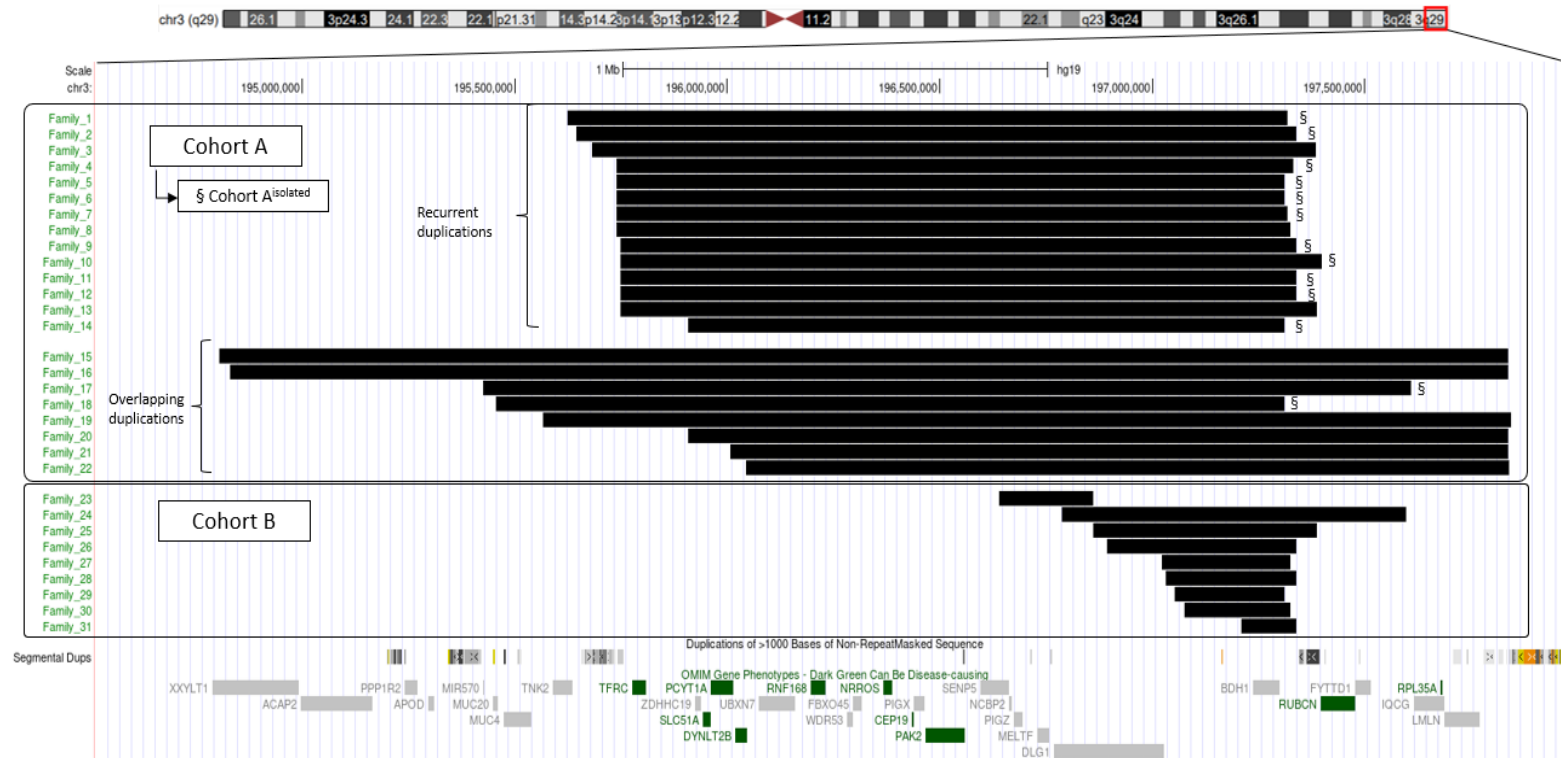 chr3 (q29) 26.1 3p24.3 24.1 22.3 22.1 p21.31 14.3 p14.2 3p14.1 3p13 p12.3 12.2 11.2 22.1 q23 3q24 3q26.1 3q28 3q29
Scale 1 Mb hg19
chr3: 195,000,000 195,500,000 196,000,000 196,500,000 197,000,000 197,500,000
Family_1 §
Family_2 §
Cohort A
Family_3
Family_4 §
Family_5 §
§ Cohort A isolated
Family_6 §
Family_7 §
Recurrent
duplications
Family_8
Family_9 §
Family_10 §
Family_11 §
Family_12 §
Family_13
Family_14 §
Family_15
Family_16
Family_17 §
Overlapping
duplications
Family_18 §
Family_19
Family_20
Family_21
Family_22
Family_23
Cohort B
Family_24
Family_25
Family_26
Family_27
Family_28
Family_29
Family_30
Family_31
Duplications of >1000 Bases of Non-RepeatMasked Sequence
Segmental Dups
OMIM Gene Phenotypes - Dark Green Can Be Disease-causing
XXYLT1 PPP1R2 MIR570 TNK2 TFRC PCYT1A RNF168 NRROS SENP5 BDH1 FYTTD1 RPL35A
ACAP2 APOD MUC20 ZDHHC19 UBXN7 FBXO45 PIGX NCBP2 RUBCN IQCG
MUC4 SLC51A WDR53 CEP19 PIGZ LMLN
DYNLT2B PAK2 MELTF
DLG1